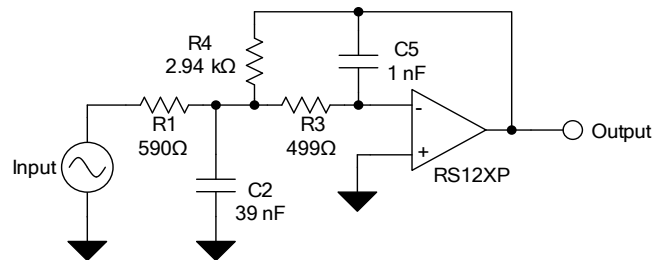 R4
2.94 kΩ
C5
1 nF
R1
590Ω
R3
499Ω
-
+
Input
Output
RS12XP
C2
39 nF